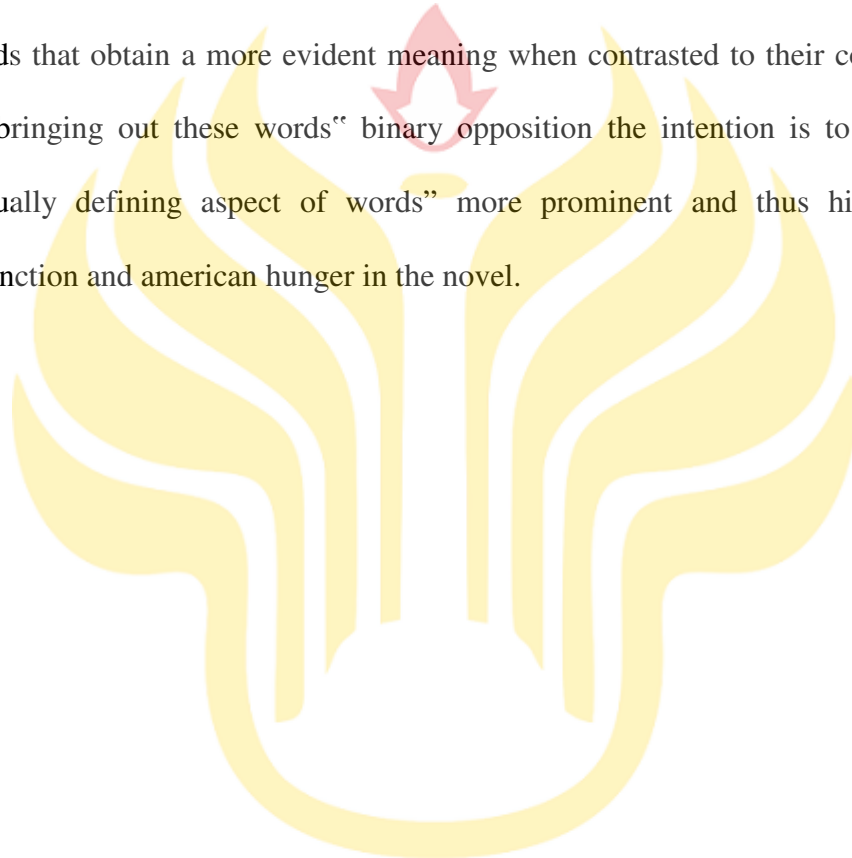 ds that obtain a more evident meaning when contrasted to their co
bringing out these words‟ binary opposition the intention is to
ually defining aspect of words” more prominent and thus hi
nction and american hunger in the novel.